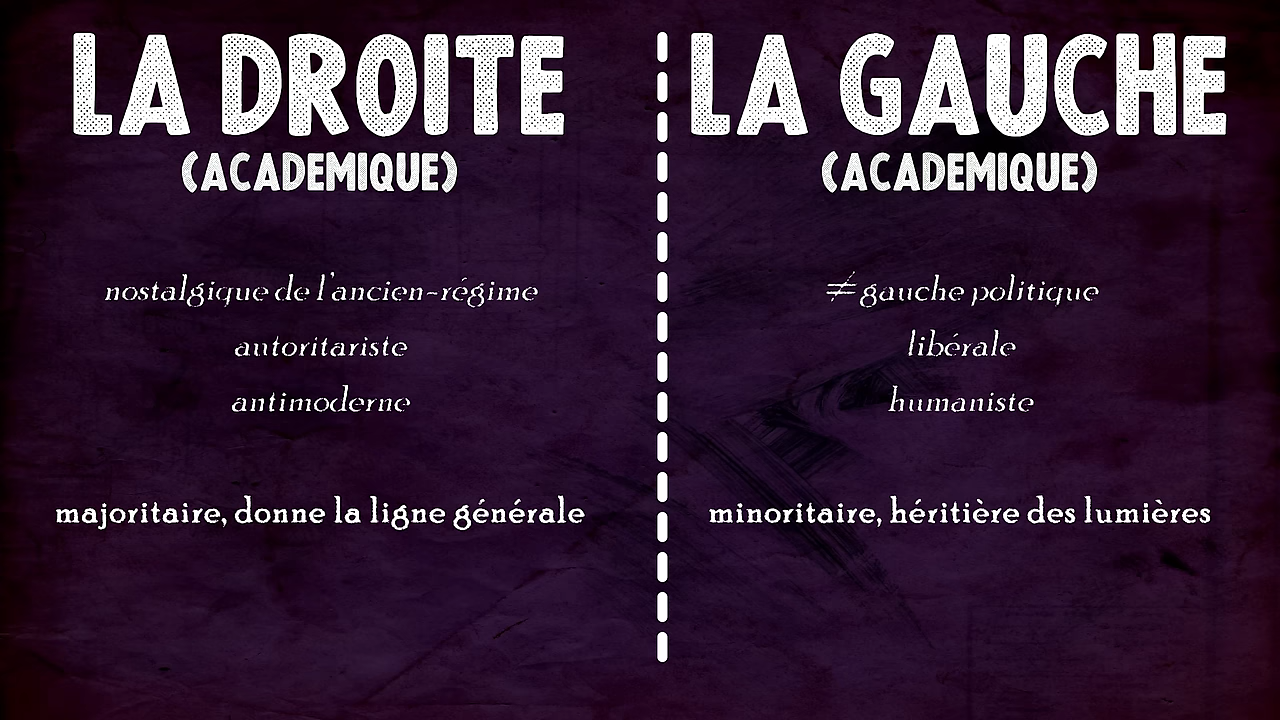 LA DROITE
(ACADEMIQUE)
nostalgique de l'ancien-régime
autoritariste
antimoderne
majoritaire, donne la ligne générale
LA GAUCHE
(ACADEMIQUE)
≠ gauche politique
libérale
humaniste
minoritaire, héritière des lumières